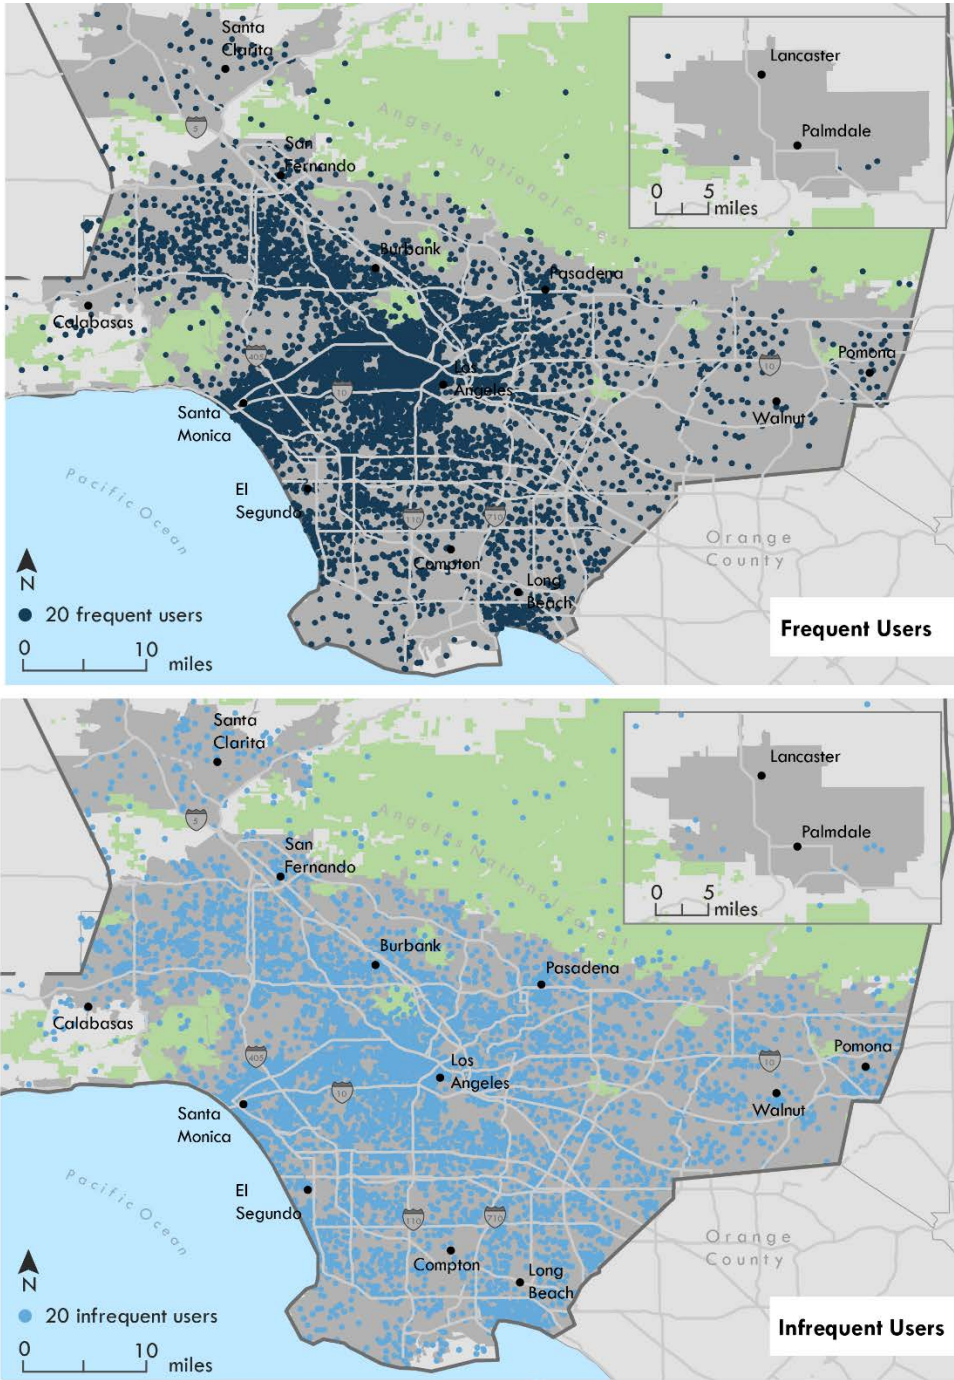 Santa
Clarita
Lancaster
Palmdale
0 5
miles
5
San
Fernando
Angeles National Forest
Burbank
Pasadena
Calabasas
405
10
Los
Angeles
10
Pomona
Santa
Monica
Walnut
Pacific Ocean
El
Segundo
110
710
Orange
County
Compton
N
Long
Beach
20 frequent users
Frequent Users
0 10
miles
Santa
Clarita
Lancaster
Palmdale
0 5
miles
5
San
Fernando
Angeles National Forest
Burbank
Pasadena
Calabasas
405
10
Los
Angeles
10
Pomona
Santa
Monica
Walnut
Pacific Ocean
El
Segundo
110
710
Orange
County
Compton
N
Long
Beach
20 infrequent users
Infrequent Users
0 10
miles